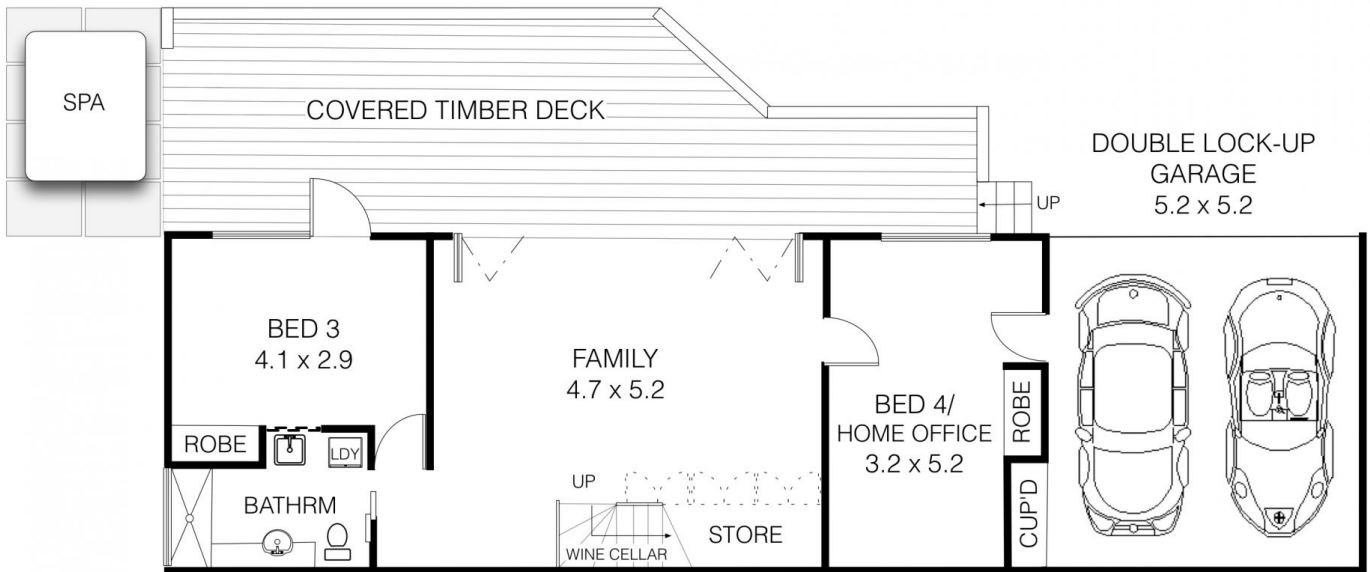 SPA
COVERED TIMBER DECK
DOUBLE LOCK-UP
GARAGE
5.2 x 5.2
UP
BED 3
4.1 x 2.9
FAMILY
4.7 x 5.2
BED 4/
HOME OFFICE
3.2 x 5.2
ROBE
ROBE
LDY
BATHRM
UP
WINE CELLAR
STORE
CUP'D